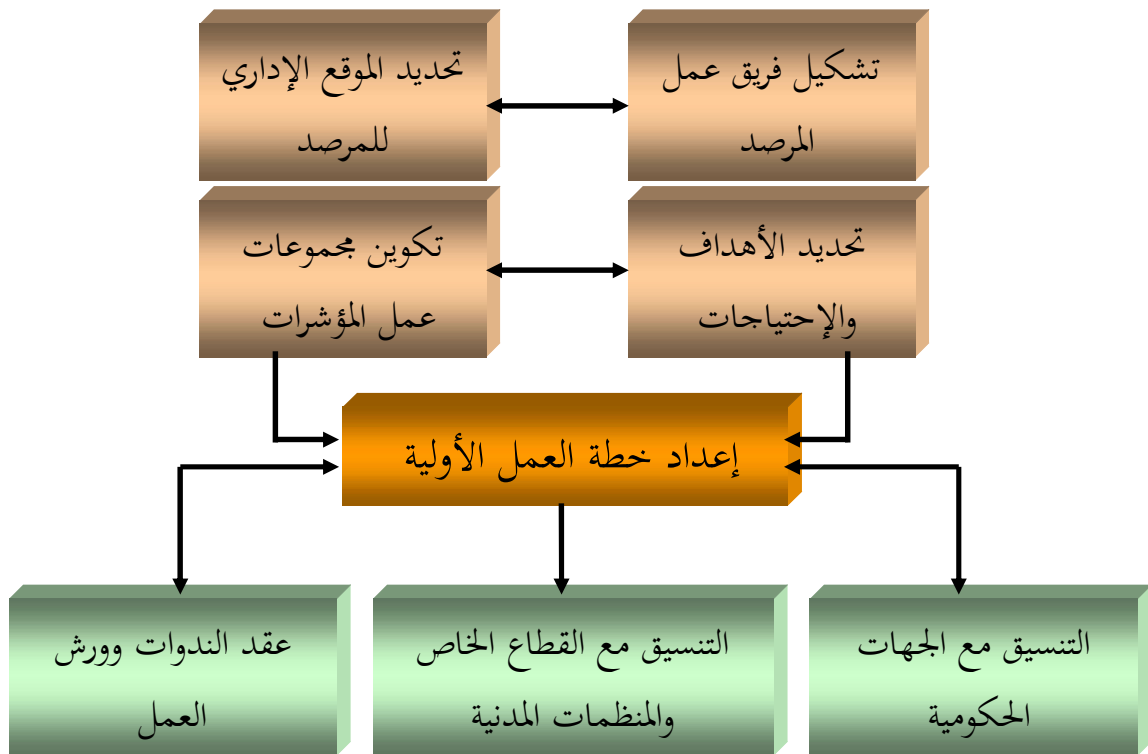 تشكيل فريق عمل
المرصد
تحديد الموقع الإداري
للمرصد
تحديد الأهداف
والإحتياجات
تكوين مجموعات
عمل المؤشرات
إعداد خطة العمل الأولية
التنسيق مع الجهات
الحكومية
التنسيق مع القطاع الخاص
والمنظمات المدنية
عقد الندوات وورش
العمل